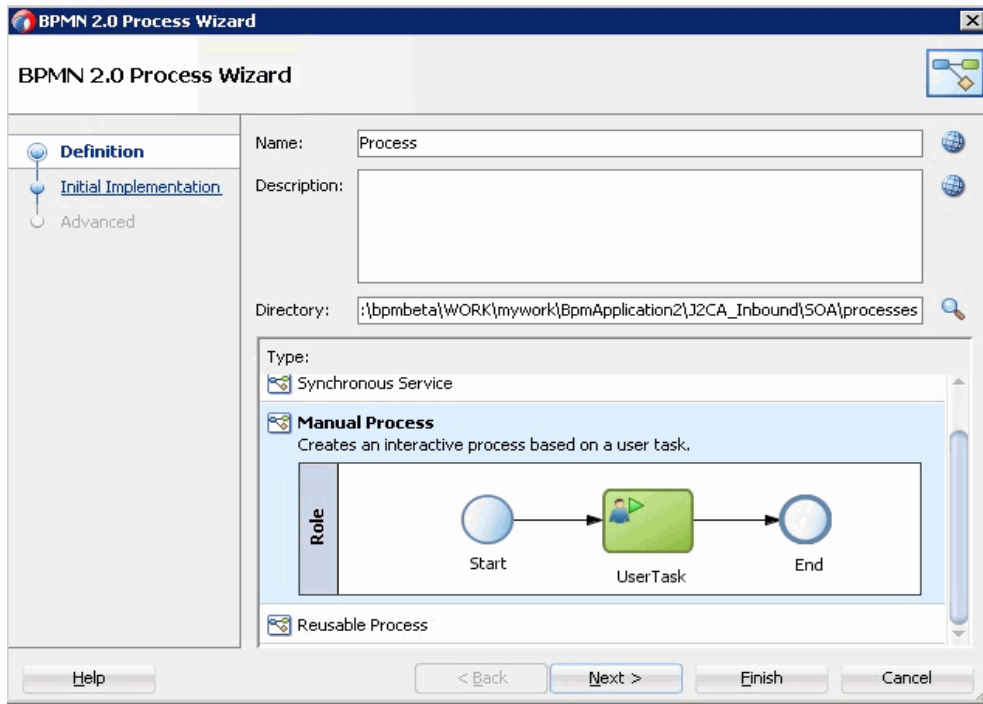 BPMN 2.0 Process Wizard
BPMN 2.0 Process Wizard
Definition
Initial Implementation
Advanced
Name: Process
Description:
Directory: :\bpmbeta\WORK\mywork\BpmApplication2\J2CA_Inbound\SOA\processes
Type:
Synchronous Service
Manual Process
Creates an interactive process based on a user task.
Role
Start
UserTask
End
Reusable Process
Help
< Back
Next >
Finish
Cancel